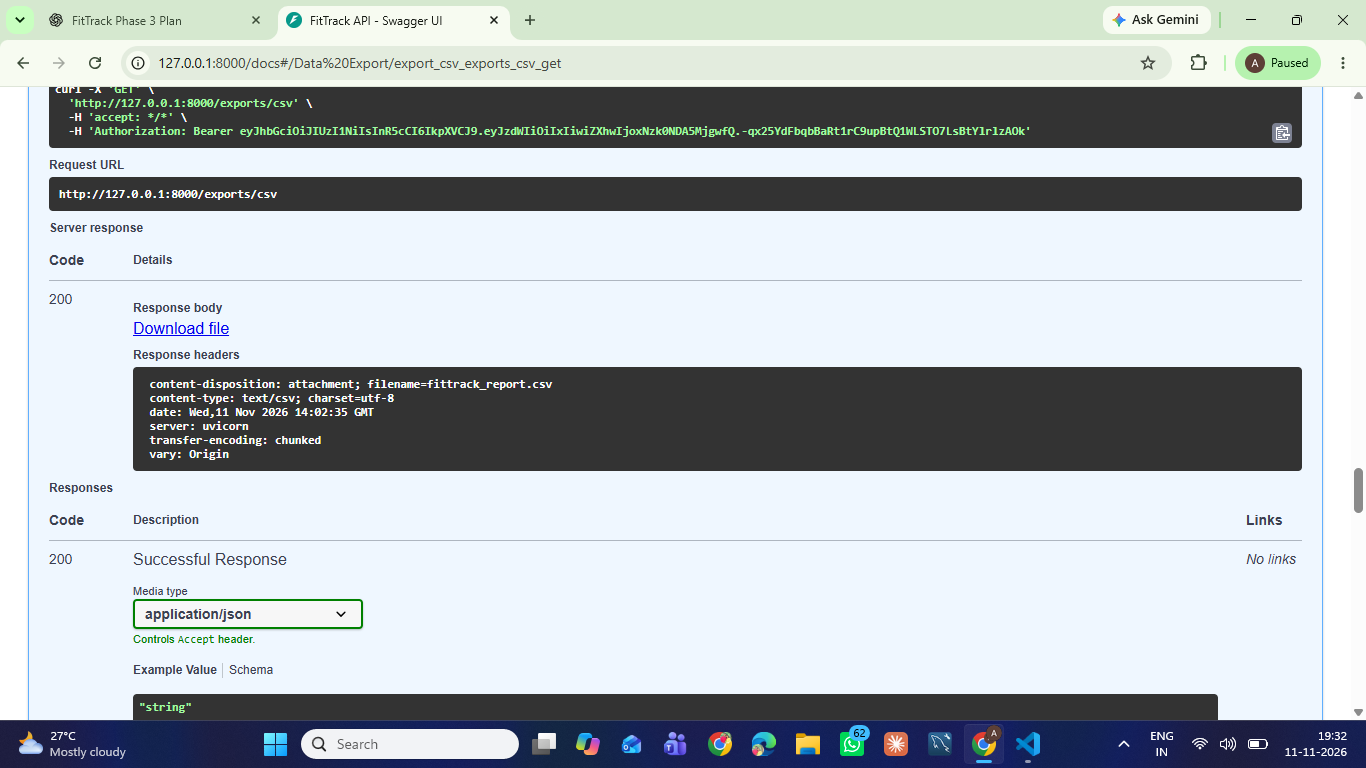 FitTrack Phase 3 Plan
FitTrack API - Swagger UI
Ask Gemini
127.0.0.1:8000/docs#/Data%20Export/export_csv_exports_csv_get
A Paused
curl -X 'GET' \
'http://127.0.0.1:8000/exports/csv' \
-H 'accept: */*' \
-H 'Authorization: Bearer eyJhbGciOiJIUzI1NiIsInR5cCI6IkpXVCJ9.eyJzdWIiOiIxIiwiZXhwIjoxNzk0NDA5MjgwfQ.-qx25YdFbqbBaRt1rC9upBtQ1WLSTO7LsBtYlrlzAOk'
Request URL
http://127.0.0.1:8000/exports/csv
Server response
Code Details
200
Response body
Download file
Response headers
content-disposition: attachment; filename=fittrack_report.csv
content-type: text/csv; charset=utf-8
date: Wed,11 Nov 2026 14:02:35 GMT
server: uvicorn
transfer-encoding: chunked
vary: Origin
Responses
Code Description Links
200 Successful Response No links
Media type
application/json
Controls Accept header.
Example Value Schema
"string"
27°C
Mostly cloudy
Search
62
A
ENG
IN
19:32
11-11-2026